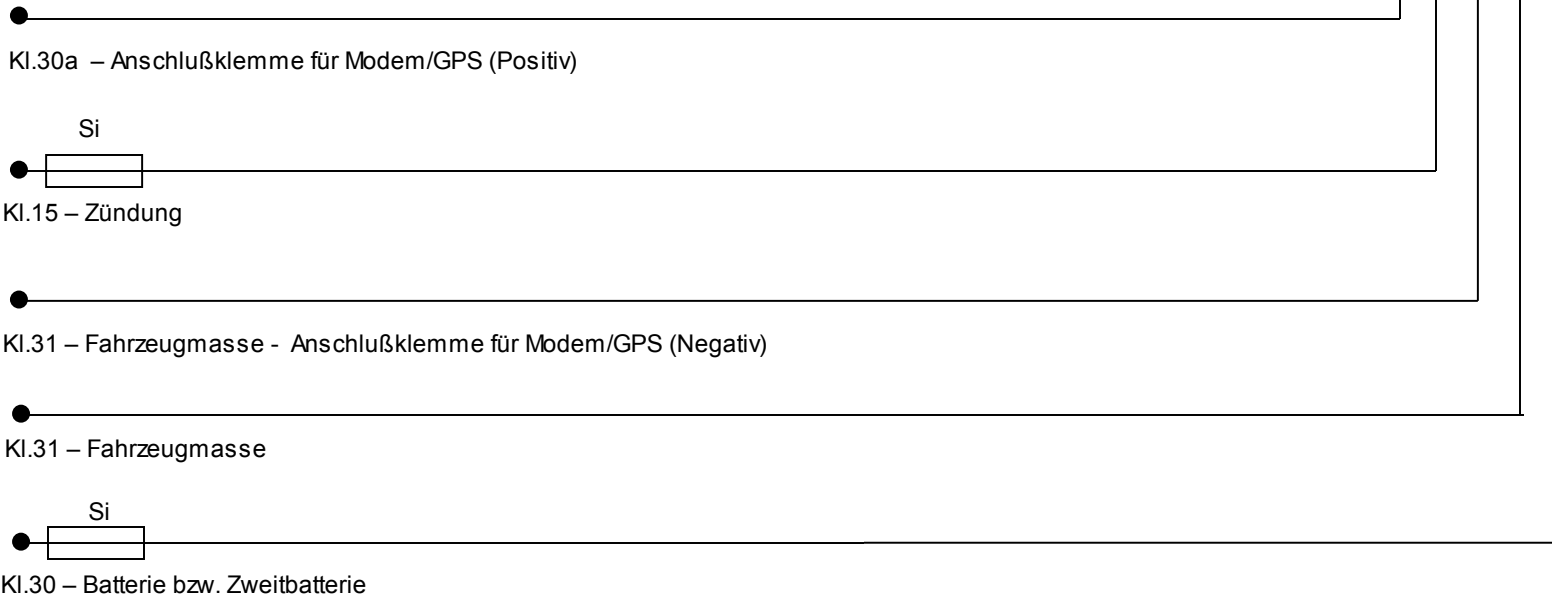 Kl.30a – Anschlußklemme für Modem/GPS (Positiv)
Si
Kl.15 – Zündung
Kl.31 – Fahrzeugmasse - Anschlußklemme für Modem/GPS (Negativ)
Kl.31 – Fahrzeugmasse
Si
Kl.30 – Batterie bzw. Zweitbatterie